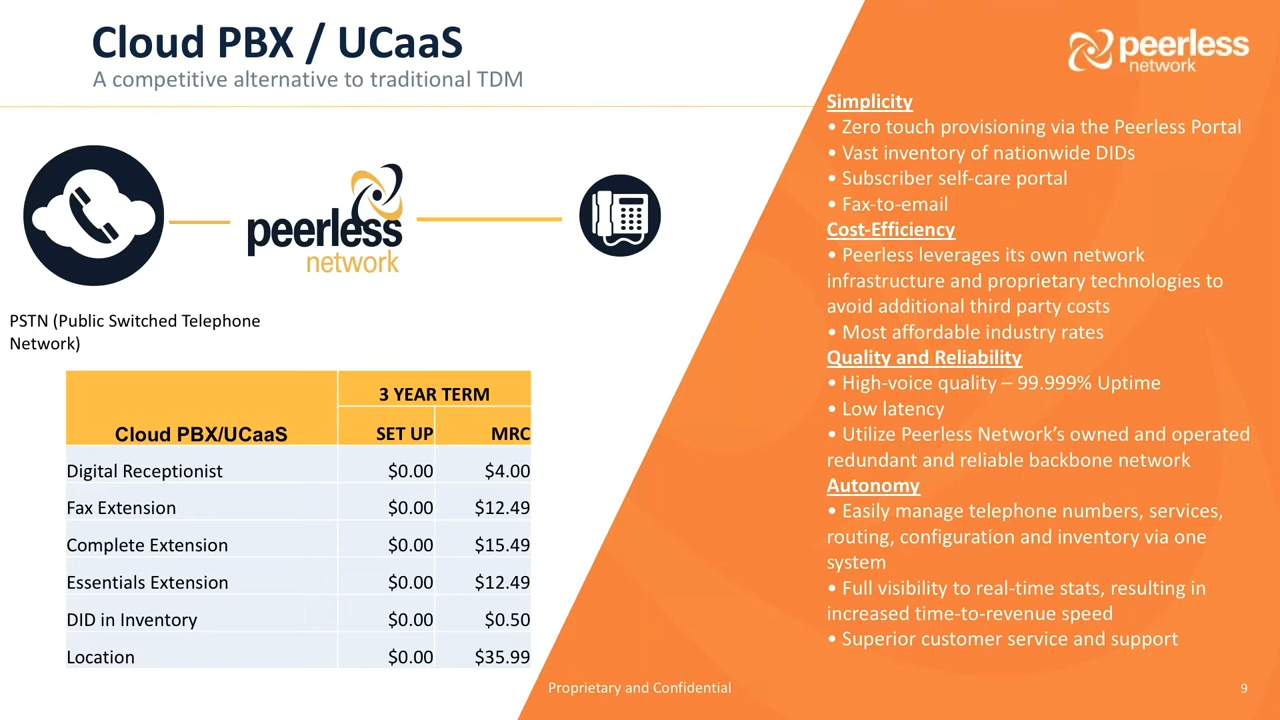 Cloud PBX / UCaaS
A competitive alternative to traditional TDM
peerless
network
peerless
network
PSTN (Public Switched Telephone
Network)
3 YEAR TERM
Cloud PBX/UCaaS SET UP MRC
Digital Receptionist $0.00 $4.00
Fax Extension $0.00 $12.49
Complete Extension $0.00 $15.49
Essentials Extension $0.00 $12.49
DID in Inventory $0.00 $0.50
Location $0.00 $35.99
Simplicity
• Zero touch provisioning via the Peerless Portal
• Vast inventory of nationwide DIDs
• Subscriber self-care portal
• Fax-to-email
Cost-Efficiency
• Peerless leverages its own network
infrastructure and proprietary technologies to
avoid additional third party costs
• Most affordable industry rates
Quality and Reliability
• High-voice quality – 99.999% Uptime
• Low latency
• Utilize Peerless Network’s owned and operated
redundant and reliable backbone network
Autonomy
• Easily manage telephone numbers, services,
routing, configuration and inventory via one
system
• Full visibility to real-time stats, resulting in
increased time-to-revenue speed
• Superior customer service and support
Proprietary and Confidential
9